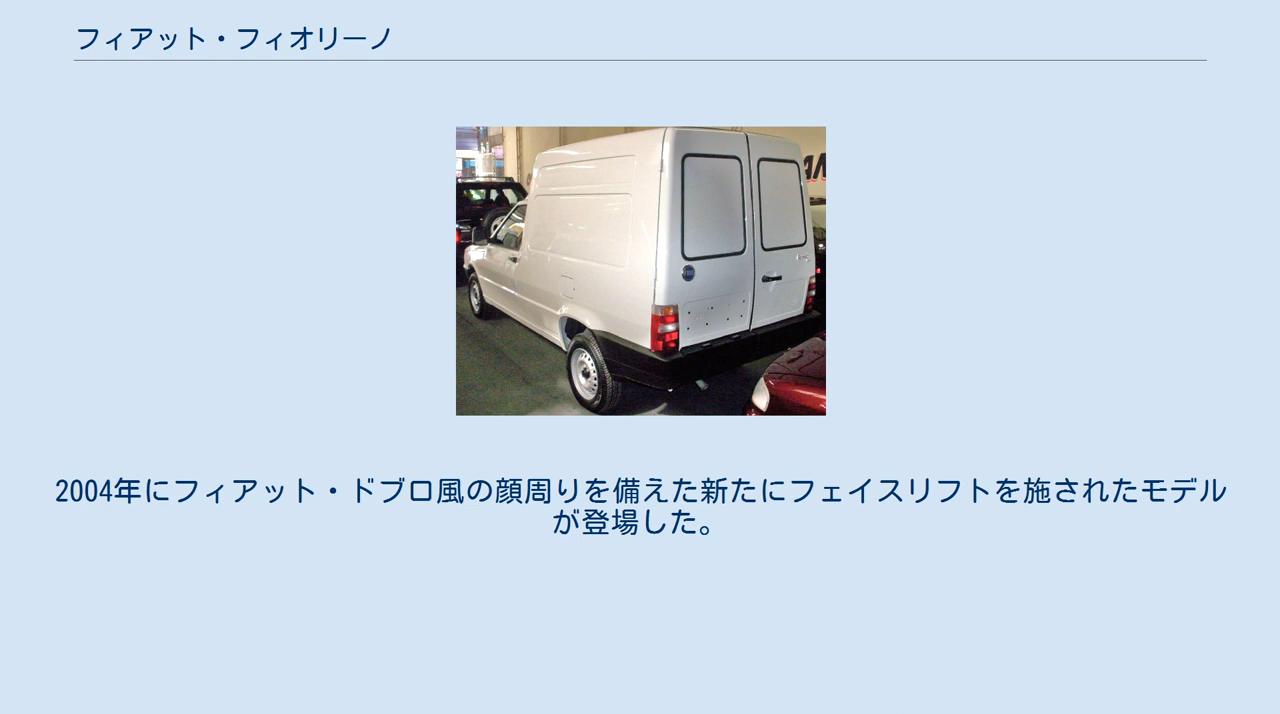 フィアット・フィオリーノ
2004年にフィアット・ドブロ風の顔周りを備えた新たにフェイスリフトを施されたモデル
が登場した。